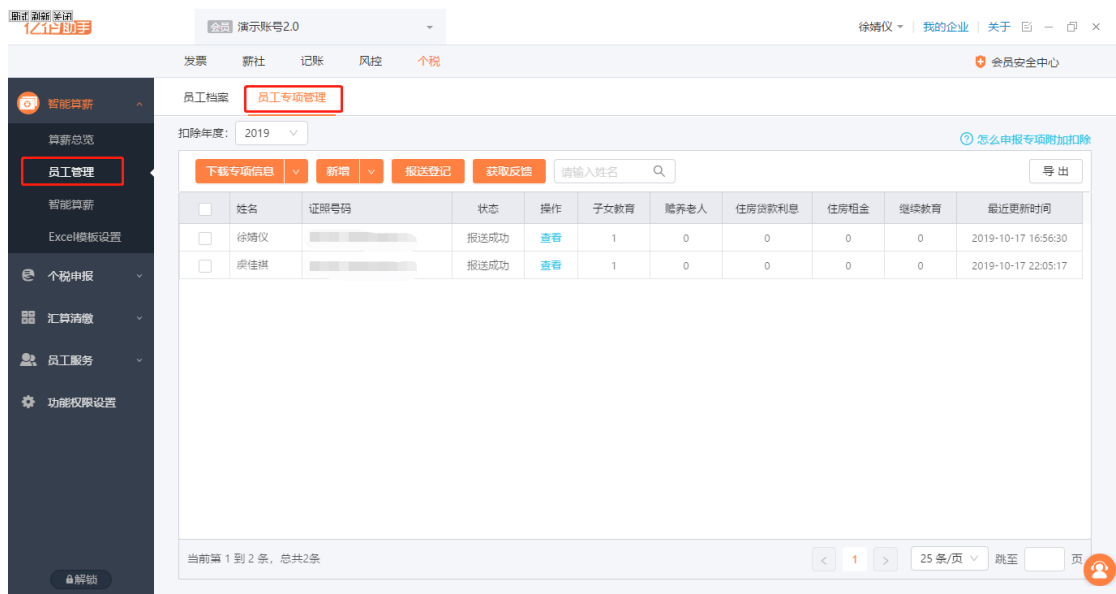 测试 刷新 关闭
亿企助手
会员 演示账号2.0
徐婧仪 我的企业 关于
发票 薪社 记账 风控 个税
会员安全中心
智能算薪
算薪总览
员工管理
智能算薪
Excel模板设置
个税申报
汇算清缴
员工服务
功能权限设置
解锁
员工档案 员工专项管理
扣除年度: 2019
怎么申报专项附加扣除
下载专项信息 新增 报送登记 获取反馈 请输入姓名 导出
姓名 证照号码 状态 操作 子女教育 赡养老人 住房贷款利息 住房租金 继续教育 最近更新时间
徐婧仪 报送成功 查看 1 0 0 0 0 2019-10-17 16:56:30
虞佳祺 报送成功 查看 1 0 0 0 0 2019-10-17 22:05:17
当前第 1 到 2 条，总共2条
< 1 > 25 条/页 跳至 页